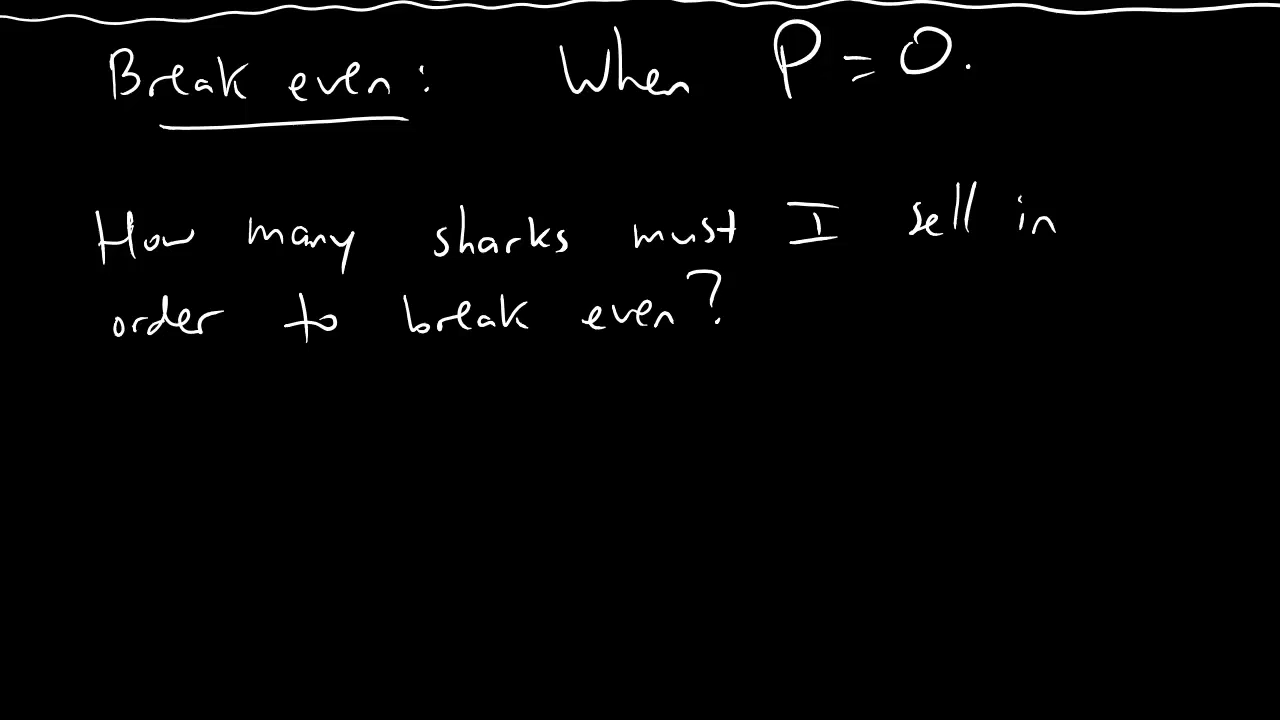 Break even: When P = 0.
How many sharks must I sell in
order to break even?